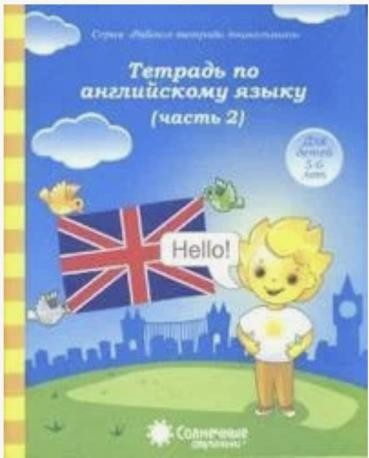 Серия «Рабочие тетради дошкольника»
Тетрадь по
английскому языку
(часть 2)
Для
детей
5-6
лет
Hello!
Солнечные
ступеньки